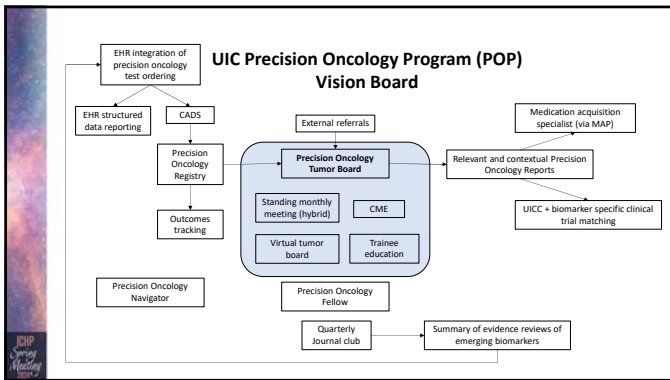 UIC Precision Oncology Program (POP)
Vision Board
EHR integration of
precision oncology
test ordering
EHR structured
data reporting
CADS
External referrals
Medication acquisition
specialist (via MAP)
Precision
Oncology
Registry
Precision Oncology
Tumor Board
Relevant and contextual Precision
Oncology Reports
Standing monthly
meeting (hybrid)
CME
Outcomes
tracking
UICC + biomarker specific clinical
trial matching
Virtual tumor
board
Trainee
education
Precision Oncology
Navigator
Precision Oncology
Fellow
Quarterly
Journal club
Summary of evidence reviews of
emerging biomarkers
ICHP
Spring
Meeting